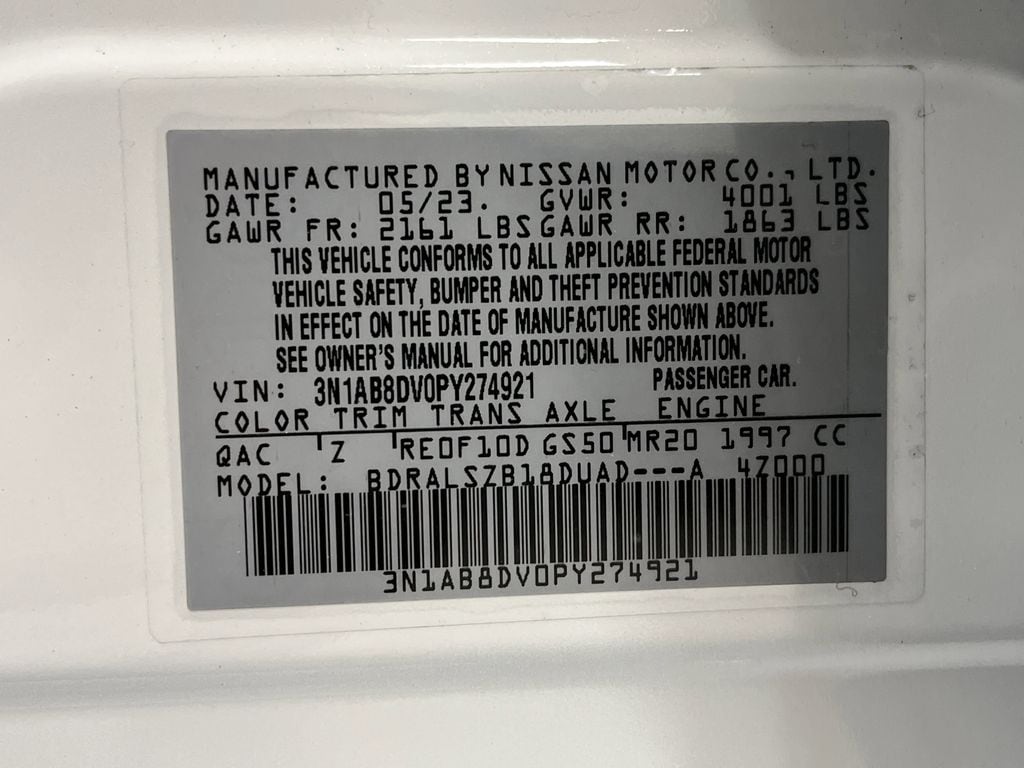 MANUFACTURED BY NISSAN MOTOR CO., LTD.
DATE: 05/23. GVWR: 4001 LBS
GAWR FR: 2161 LBS GAWR RR: 1863 LBS
THIS VEHICLE CONFORMS TO ALL APPLICABLE FEDERAL MOTOR
VEHICLE SAFETY, BUMPER AND THEFT PREVENTION STANDARDS
IN EFFECT ON THE DATE OF MANUFACTURE SHOWN ABOVE.
SEE OWNER'S MANUAL FOR ADDITIONAL INFORMATION.
VIN: 3N1AB8DV0PY274921 PASSENGER CAR.
COLOR TRIM TRANS AXLE ENGINE
QAC Z RE0F10D GS50 MR20 1997 CC
MODEL: BDRALSZB18DUAD---A 4Z000
3N1AB8DV0PY274921